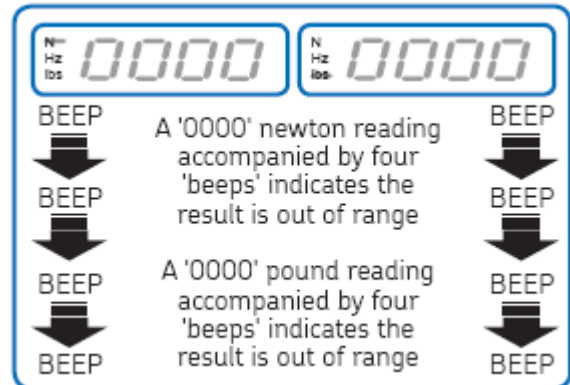 N
Hz
lbs
0000
N
Hz
lbs
0000
BEEP
BEEP
BEEP
BEEP
A '0000' newton reading
accompanied by four
'beeps' indicates the
result is out of range
A '0000' pound reading
accompanied by four
'beeps' indicates the
result is out of range
BEEP
BEEP
BEEP
BEEP